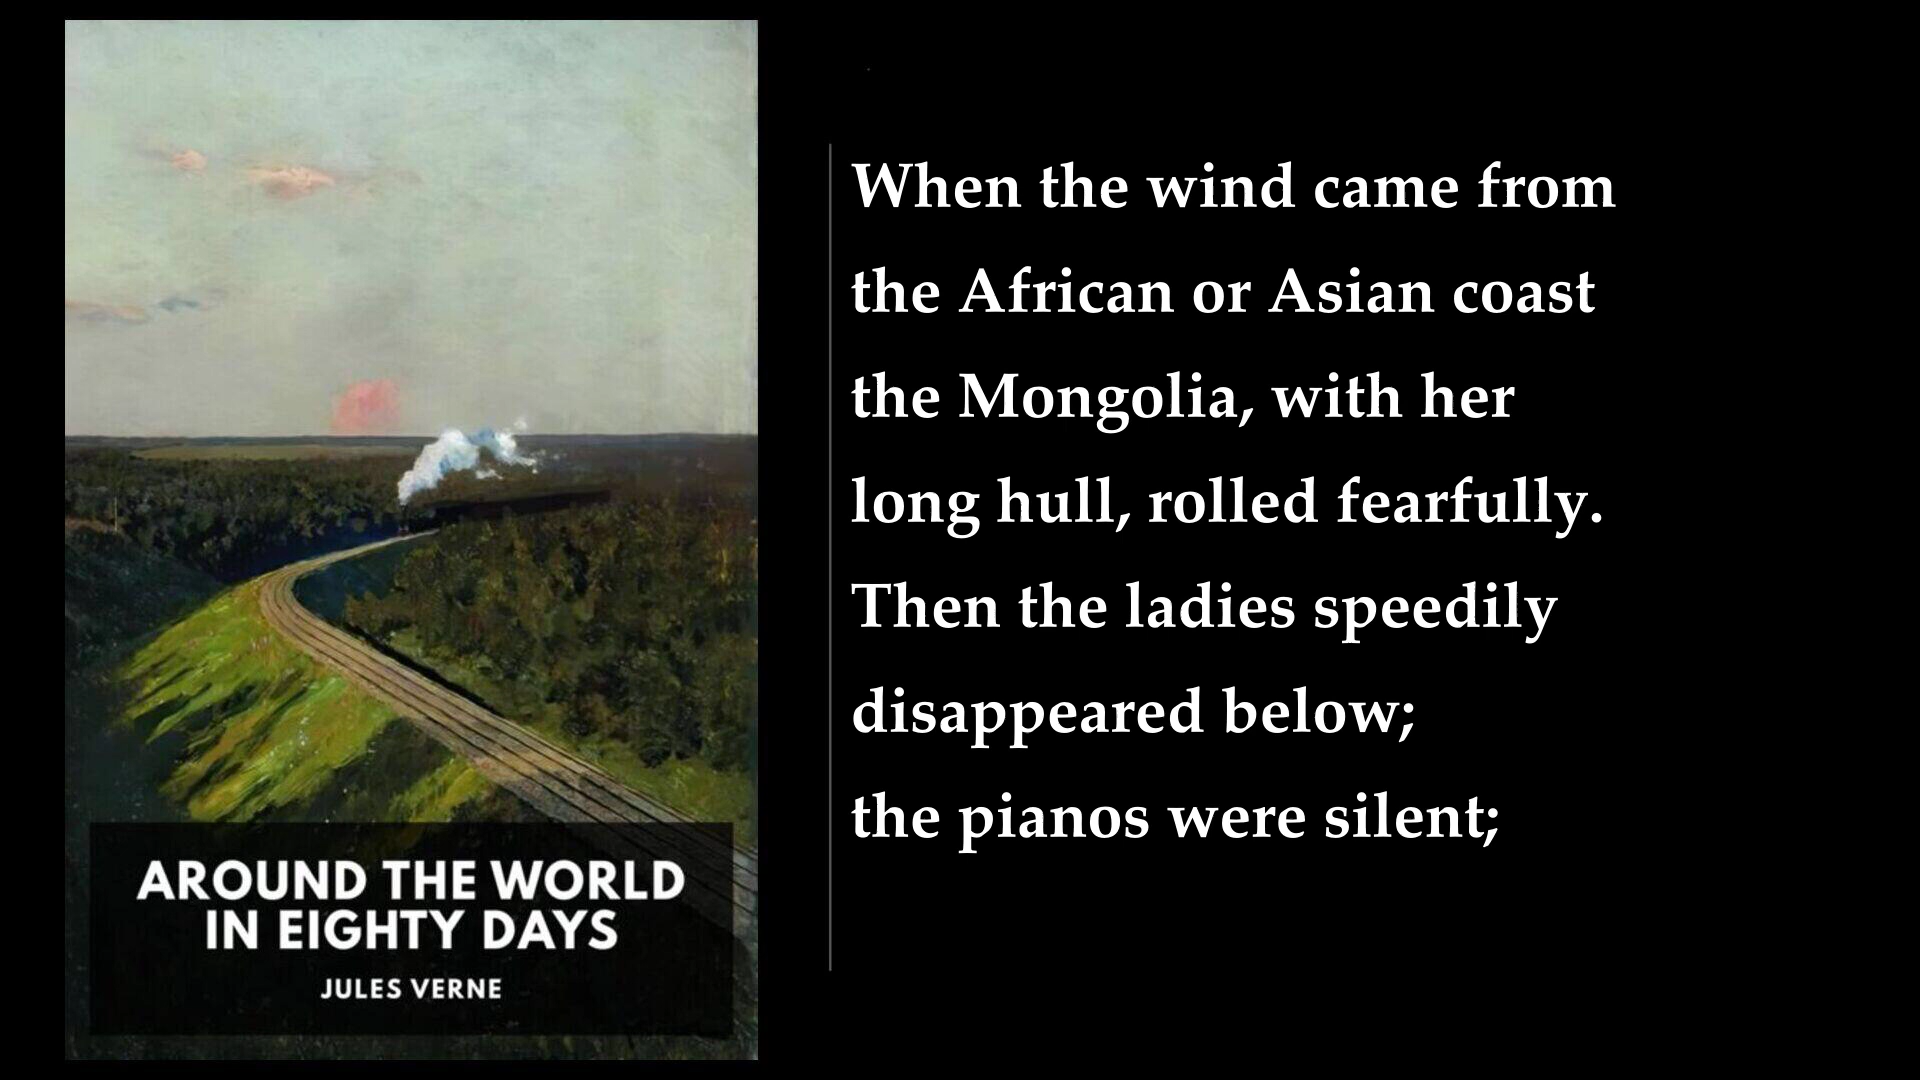 When the wind came from
the African or Asian coast
the Mongolia, with her
long hull, rolled fearfully.
Then the ladies speedily
disappeared below;
the pianos were silent;
AROUND THE WORLD
IN EIGHTY DAYS
JULES VERNE